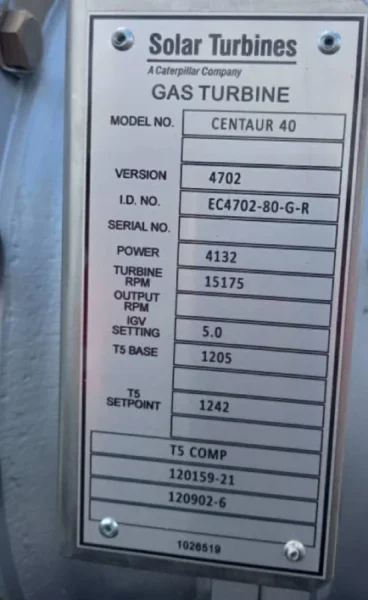 Solar Turbines
A Caterpillar Company
GAS TURBINE
MODEL NO. CENTAUR 40
VERSION 4702
I.D. NO. EC4702-80-G-R
SERIAL NO.
POWER 4132
TURBINE RPM 15175
OUTPUT RPM
IGV SETTING 5.0
T5 BASE 1205
T5 SETPOINT 1242
T5 COMP
120159-21
120902-6
1026519